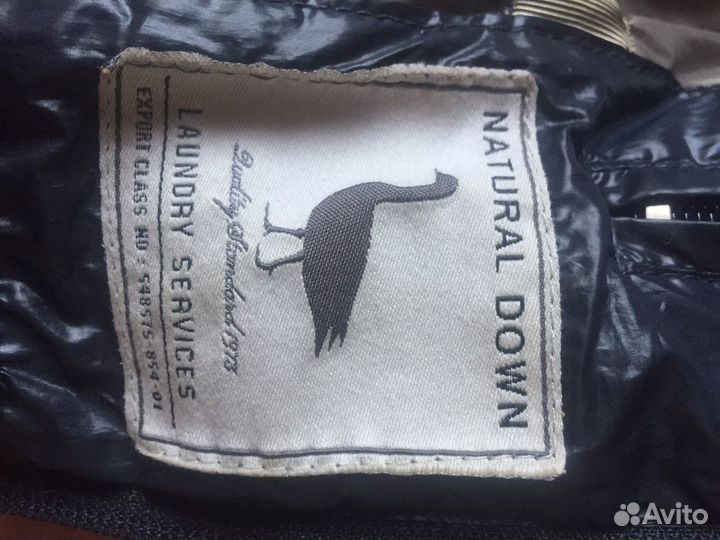 NATURAL DOWN
Quality Standard 1973
LAUNDRY SERVICES
EXPORT CLASS NO : 548575-854-01
Avito